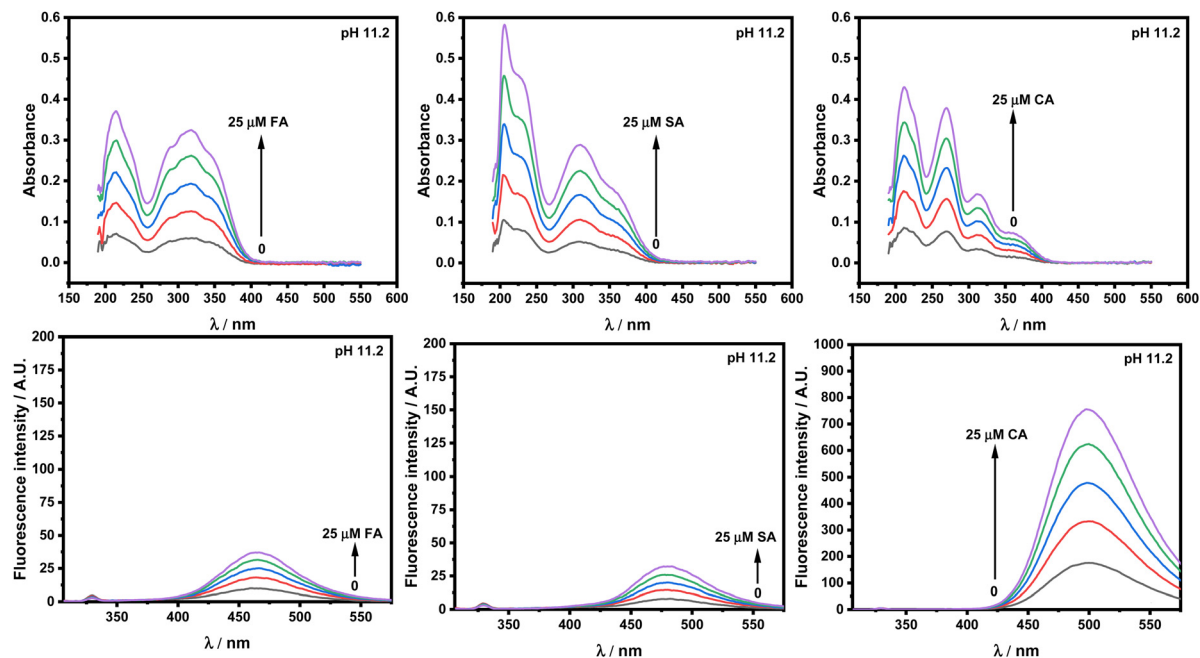 0.6
0.5
0.4
0.3
0.2
0.1
0.0
Absorbance
pH 11.2
25 μM FA
0
150 200 250 300 350 400 450 500 550 600
λ / nm
0.6
0.5
0.4
0.3
0.2
0.1
0.0
Absorbance
pH 11.2
25 μM SA
0
150 200 250 300 350 400 450 500 550 600
λ / nm
0.6
0.5
0.4
0.3
0.2
0.1
0.0
Absorbance
pH 11.2
25 μM CA
0
150 200 250 300 350 400 450 500 550 600
λ / nm
200
175
150
125
100
75
50
25
0
Fluorescence intensity / A.U.
pH 11.2
25 μM FA
0
350 400 450 500 550
λ / nm
200
175
150
125
100
75
50
25
0
Fluorescence intensity / A.U.
pH 11.2
25 μM SA
0
350 400 450 500 550
λ / nm
1000
900
800
700
600
500
400
300
200
100
0
Fluorescence intensity / A.U.
pH 11.2
25 μM CA
0
350 400 450 500 550
λ / nm